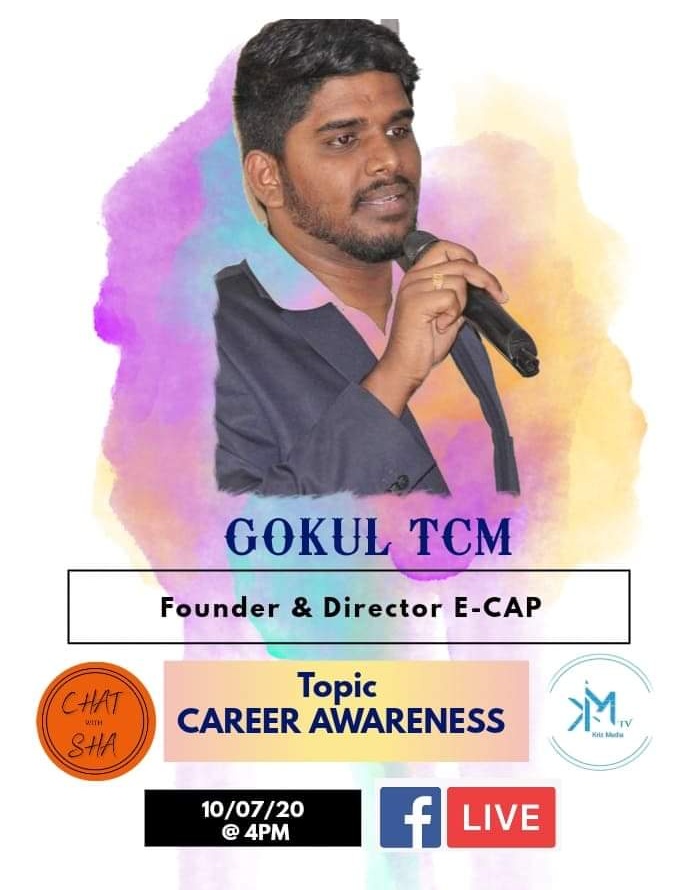 GOKUL TCM
Founder & Director E-CAP
CHAT
WITH
SHA
Topic
CAREER AWARENESS
KM TV
Kriz Media
10/07/20
@ 4PM
f LIVE